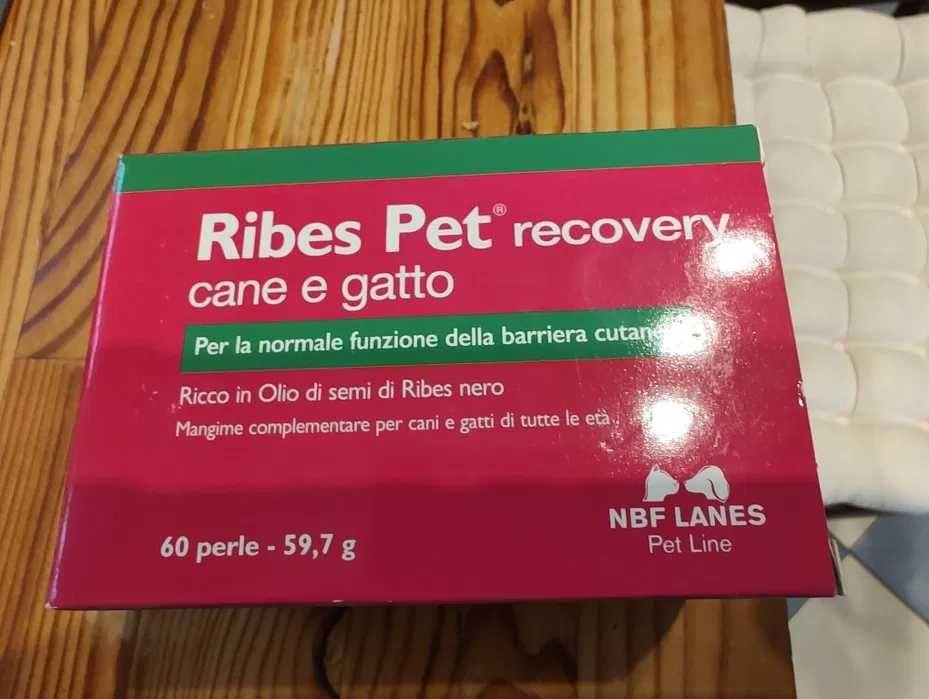 Ribes Pet® recovery
cane e gatto
Per la normale funzione della barriera
Ricco in Olio di semi di Ribes nero
Mangime complementare per cani e gatti di tutte le età
NBF LANES
Pet Line
60 perle - 59,7 g